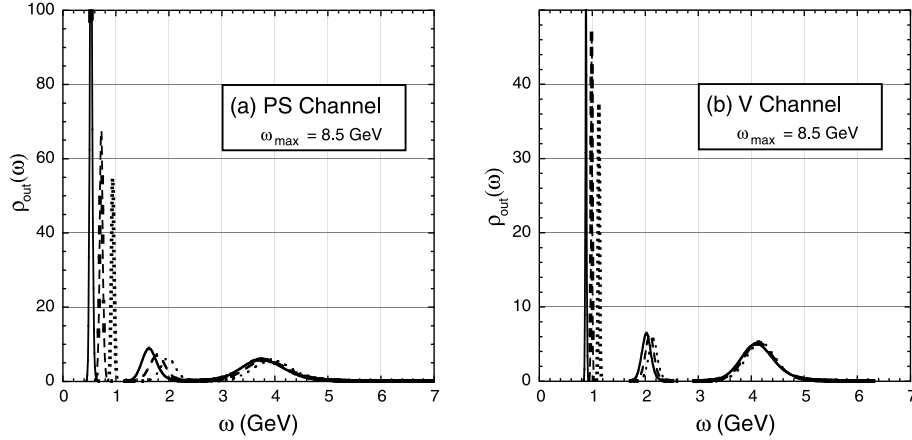 100
80
60
40
20
0
ρout(ω)
(a) PS Channel
ωmax = 8.5 GeV
0 1 2 3 4 5 6 7
ω (GeV)
40
30
20
10
0
ρout(ω)
(b) V Channel
ωmax = 8.5 GeV
0 1 2 3 4 5 6 7
ω (GeV)